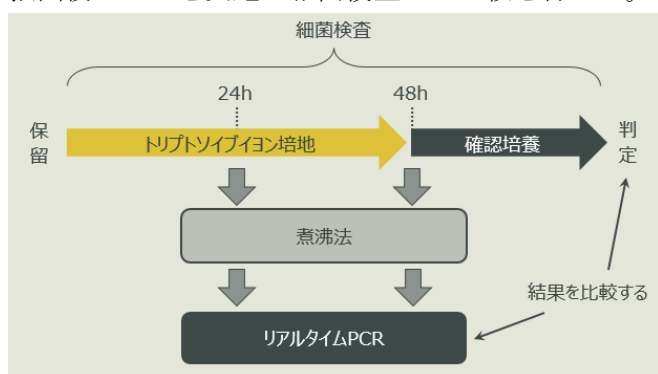 細菌検査
24h
48h
保留
トリプトソイブイヨン培地
確認培養
判定
煮沸法
結果を比較する
リアルタイムPCR